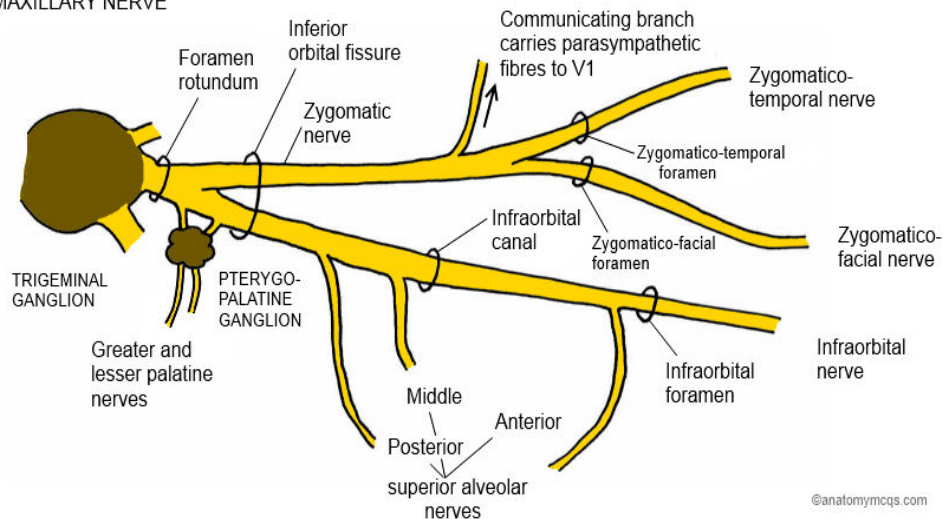 MAXILLARY NERVE
Foramen
rotundum
Inferior
orbital fissure
Zygomatic
nerve
Communicating branch
carries parasympathetic
fibres to V1
Zygomatico-
temporal nerve
Zygomatico-temporal
foramen
Infraorbital
canal
Zygomatico-facial
foramen
Zygomatico-
facial nerve
TRIGEMINAL
GANGLION
PTERYGO-
PALATINE
GANGLION
Greater and
lesser palatine
nerves
Infraorbital
foramen
Infraorbital
nerve
Middle
Anterior
Posterior
superior alveolar
nerves
©anatomymcqs.com